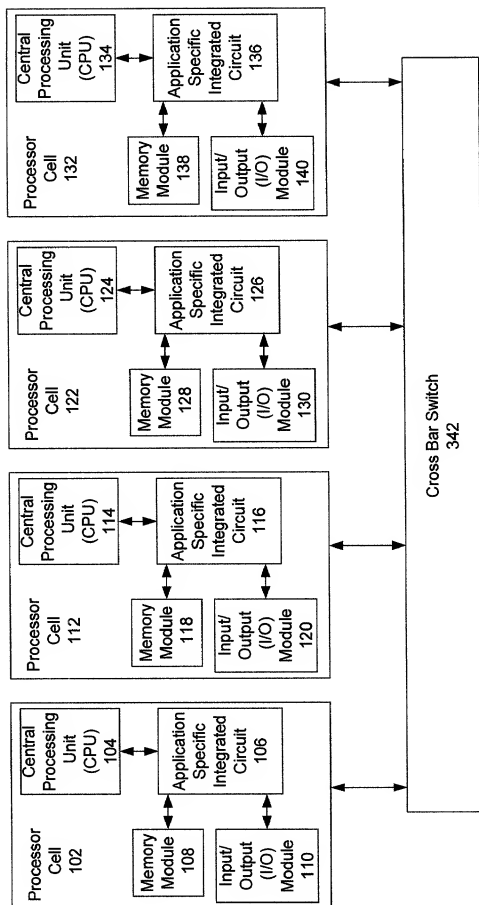 Processor
Cell
102
Central
Processing
Unit
(CPU)
104
Application
Specific
Integrated
Circuit
106
Memory
Module
108
Input/
Output
(I/O)
Module
110
Processor
Cell
112
Central
Processing
Unit
(CPU)
114
Application
Specific
Integrated
Circuit
116
Memory
Module
118
Input/
Output
(I/O)
Module
120
Processor
Cell
122
Central
Processing
Unit
(CPU)
124
Application
Specific
Integrated
Circuit
126
Memory
Module
128
Input/
Output
(I/O)
Module
130
Processor
Cell
132
Central
Processing
Unit
(CPU)
134
Application
Specific
Integrated
Circuit
136
Memory
Module
138
Input/
Output
(I/O)
Module
140
Cross Bar Switch
342